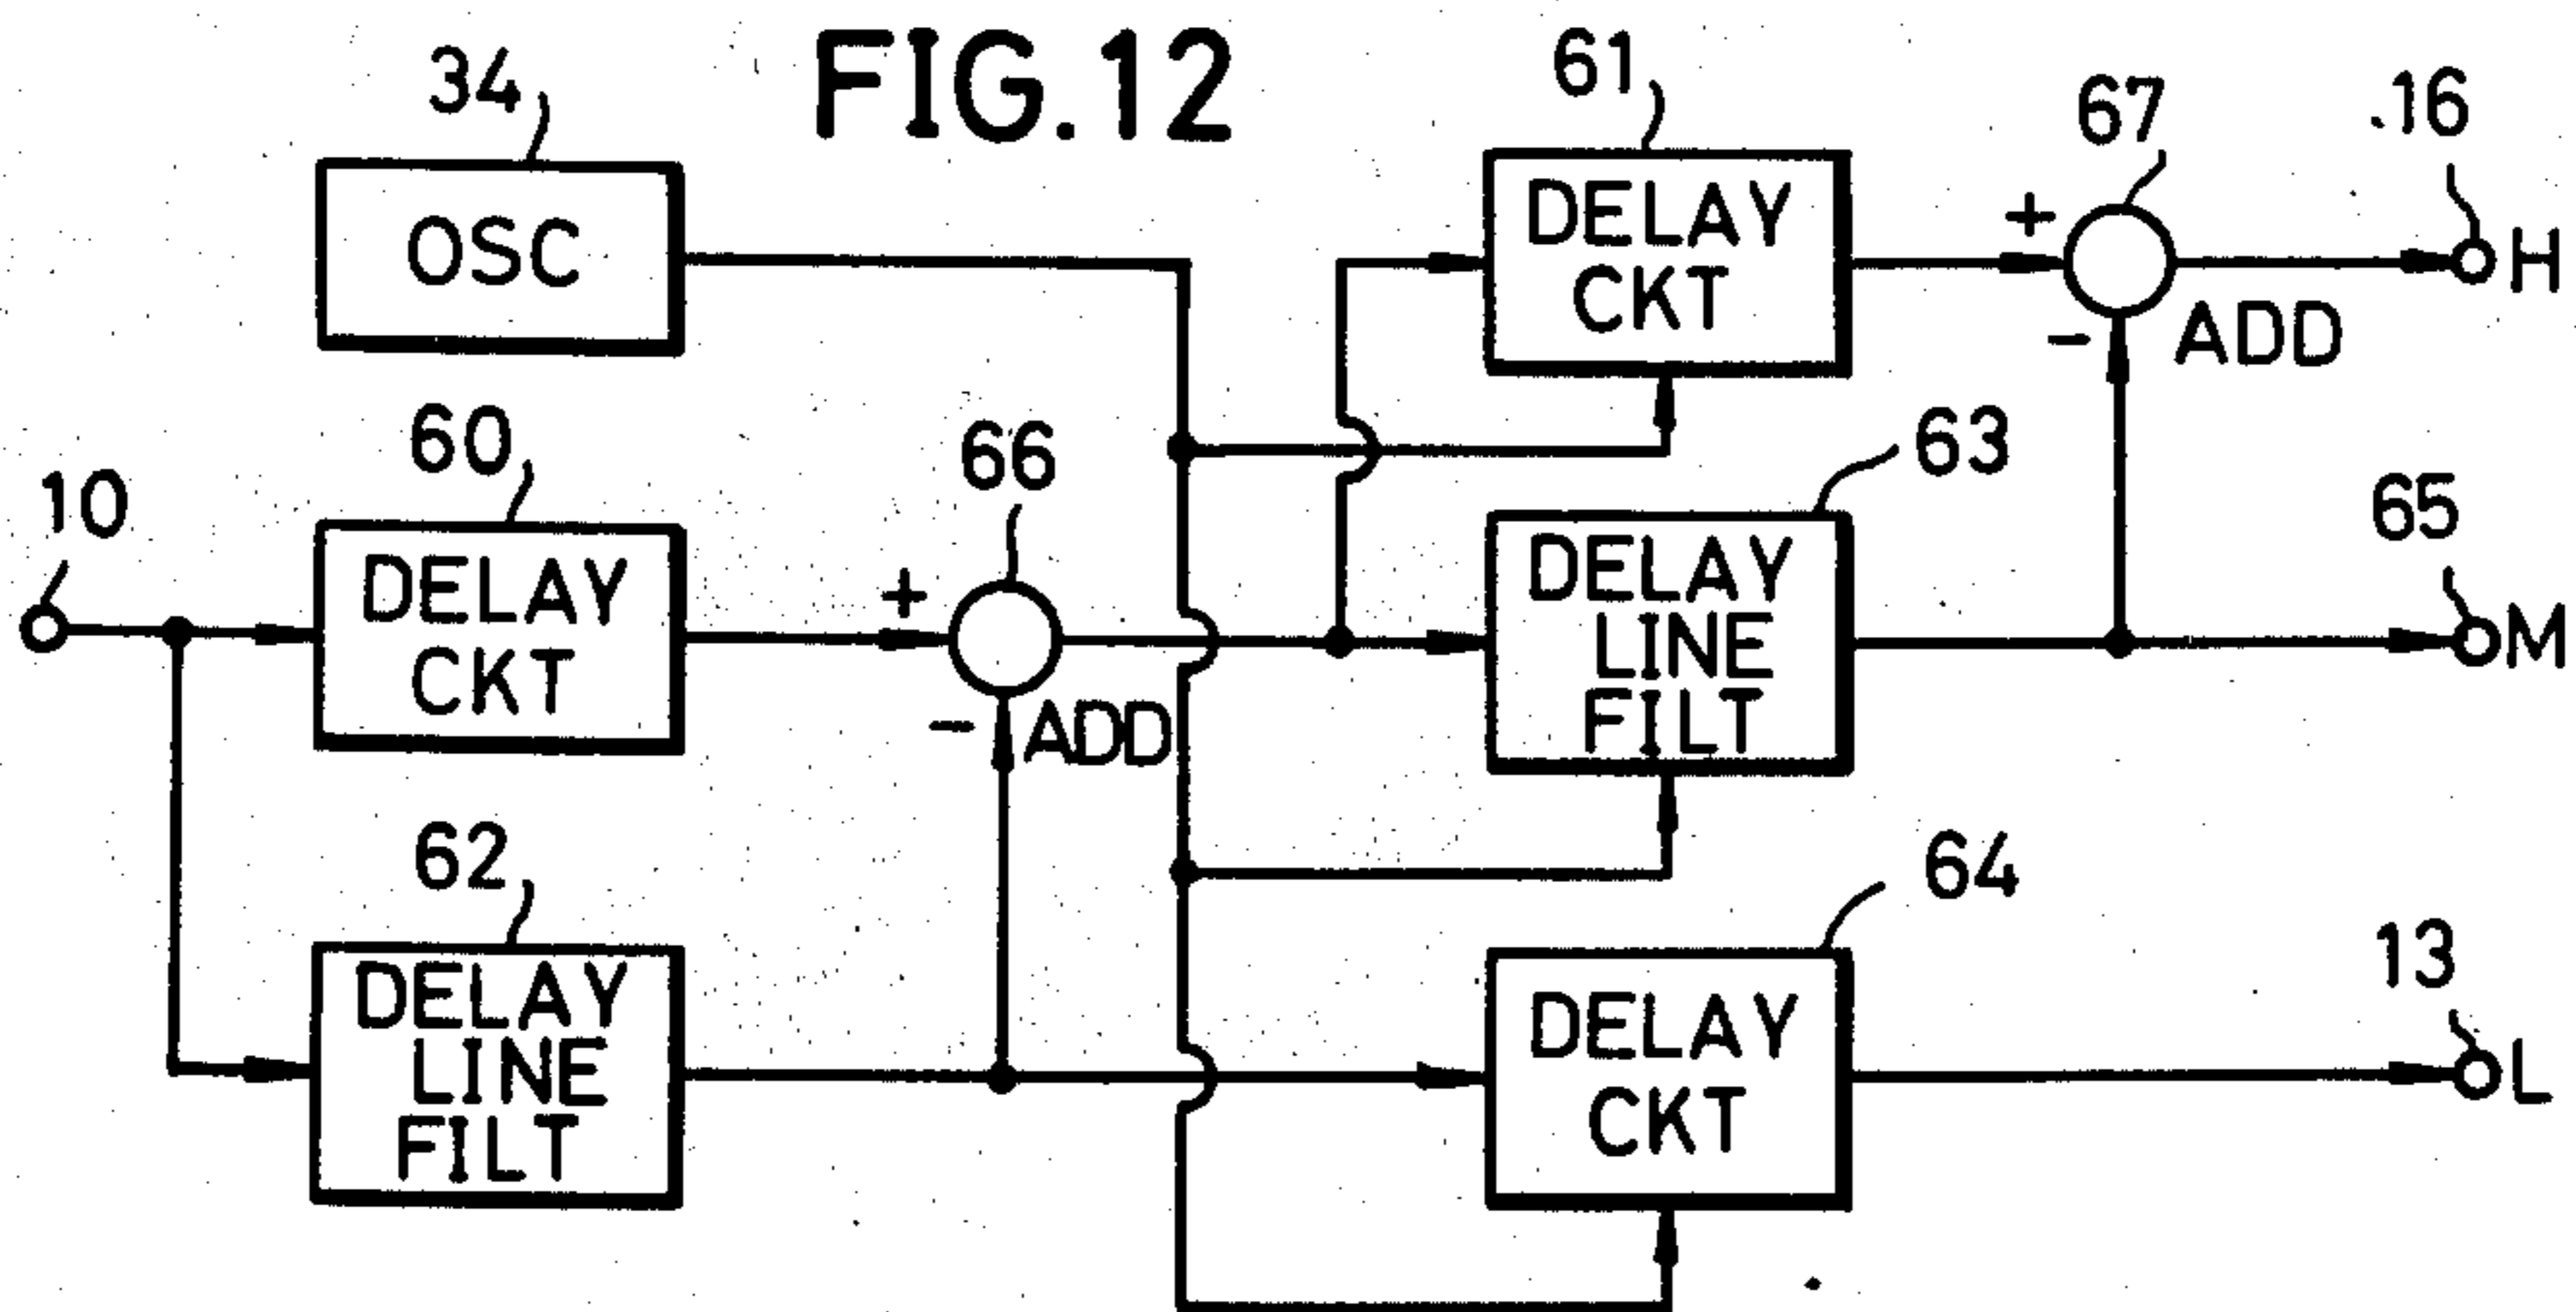 FIG.12
34
OSC
61
DELAY
CKT
67
+
-
ADD
16
H
10
60
DELAY
CKT
66
+
-
ADD
63
DELAY
LINE
FILT
65
M
62
DELAY
LINE
FILT
64
DELAY
CKT
13
L